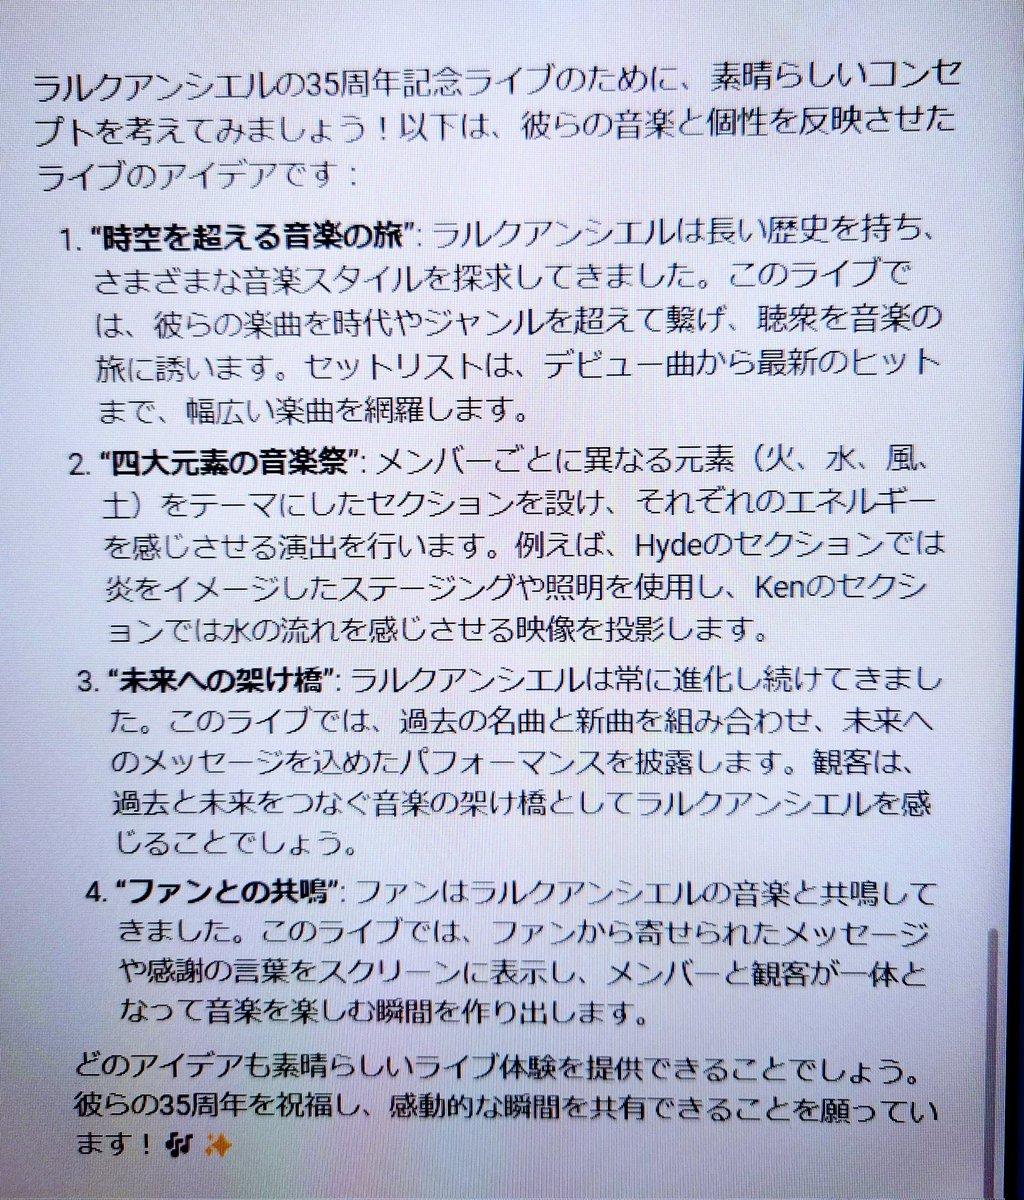 ラルクアンシエルの35周年記念ライブのために、素晴らしいコンセ
プトを考えてみましょう！以下は、彼らの音楽と個性を反映させた
ライブのアイデアです：
1. “時空を超える音楽の旅”: ラルクアンシエルは長い歴史を持ち、
さまざまな音楽スタイルを探求してきました。このライブで
は、彼らの楽曲を時代やジャンルを超えて繋げ、聴衆を音楽の
旅に誘います。セットリストは、デビュー曲から最新のヒット
まで、幅広い楽曲を網羅します。
2. “四大元素の音楽祭”: メンバーごとに異なる元素（火、水、風、
土）をテーマにしたセクションを設け、それぞれのエネルギー
を感じさせる演出を行います。例えば、Hydeのセクションでは
炎をイメージしたステージングや照明を使用し、Kenのセクシ
ョンでは水の流れを感じさせる映像を投影します。
3. “未来への架け橋”: ラルクアンシエルは常に進化し続けてきまし
た。このライブでは、過去の名曲と新曲を組み合わせ、未来へ
のメッセージを込めたパフォーマンスを披露します。観客は、
過去と未来をつなぐ音楽の架け橋としてラルクアンシエルを感
じることでしょう。
4. “ファンとの共鳴”: ファンはラルクアンシエルの音楽と共鳴して
きました。このライブでは、ファンから寄せられたメッセージ
や感謝の言葉をスクリーンに表示し、メンバーと観客が一体と
なって音楽を楽しむ瞬間を作り出します。
どのアイデアも素晴らしいライブ体験を提供できることでしょう。
彼らの35周年を祝福し、感動的な瞬間を共有できることを願ってい
ます！🎶✨